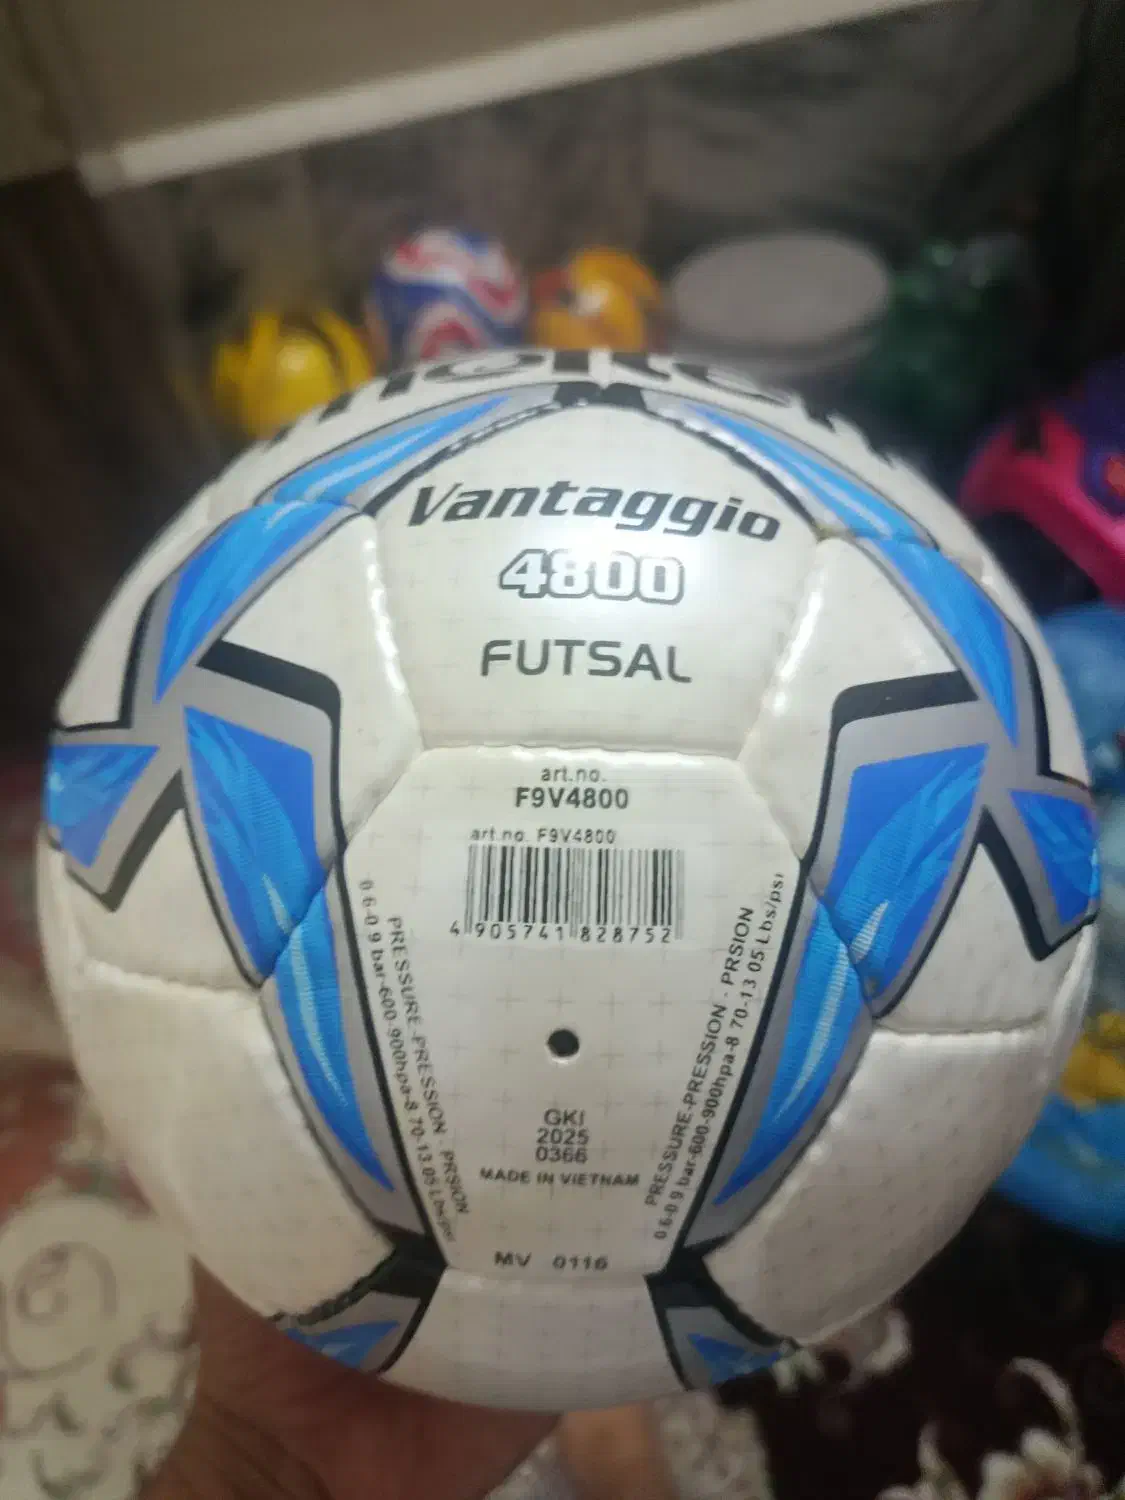 molten
Vantaggio
4800
FUTSAL
art.no.
F9V4800
art.no. F9V4800
4 905741 828752
PRESSURE-PRESSION - PRSION
0 6-0 9 bar-600-900hpa-8 70-13 05 Lbs/psi
PRESSURE-PRESSION - PRSION
0 6-0 9 bar-600-900hpa-8 70-13 05 Lbs/psi
GKI
2025
0366
MADE IN VIETNAM
MV 0116